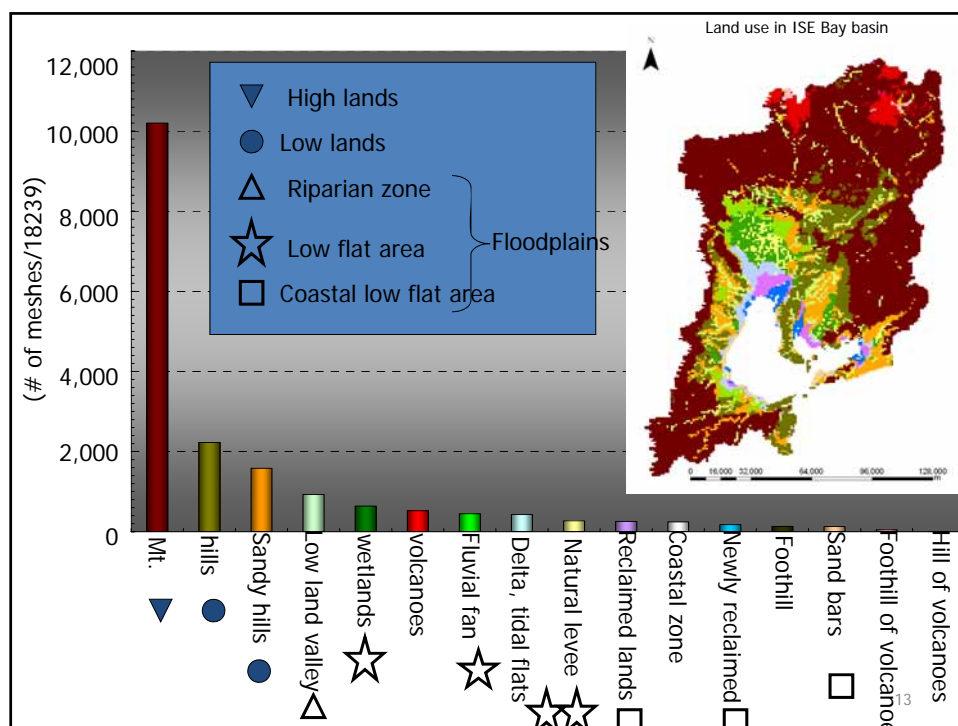 Land use in ISE Bay basin
N
12,000
10,000
8,000
6,000
4,000
2,000
0
(# of meshes/18239)
High lands
Low lands
Riparian zone
Low flat area
Coastal low flat area
Floodplains
0 16,000 32,000 64,000 96,000 128,000
m
Mt.
hills
Sandy hills
Low land valley
wetlands
volcanoes
Fluvial fan
Delta, tidal flats
Natural levee
Reclaimed lands
Coastal zone
Newly reclaimed
Foothill
Sand bars
Foothill of volcanoe
Hill of volcanoes
13